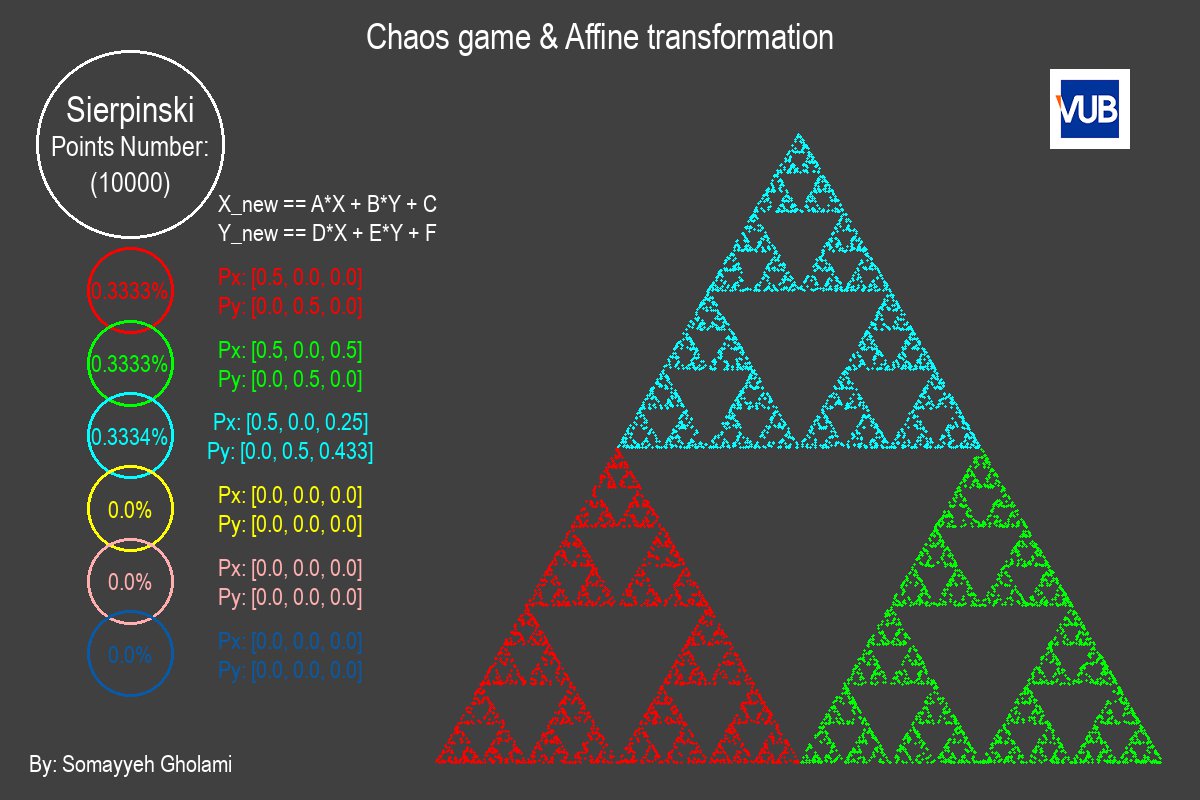 Chaos game & Affine transformation
Sierpinski
Points Number:
(10000)
VUB
X_new == A*X + B*Y + C
Y_new == D*X + E*Y + F
0.3333%
Px: [0.5, 0.0, 0.0]
Py: [0.0, 0.5, 0.0]
0.3333%
Px: [0.5, 0.0, 0.5]
Py: [0.0, 0.5, 0.0]
0.3334%
Px: [0.5, 0.0, 0.25]
Py: [0.0, 0.5, 0.433]
0.0%
Px: [0.0, 0.0, 0.0]
Py: [0.0, 0.0, 0.0]
0.0%
Px: [0.0, 0.0, 0.0]
Py: [0.0, 0.0, 0.0]
0.0%
Px: [0.0, 0.0, 0.0]
Py: [0.0, 0.0, 0.0]
By: Somayyeh Gholami